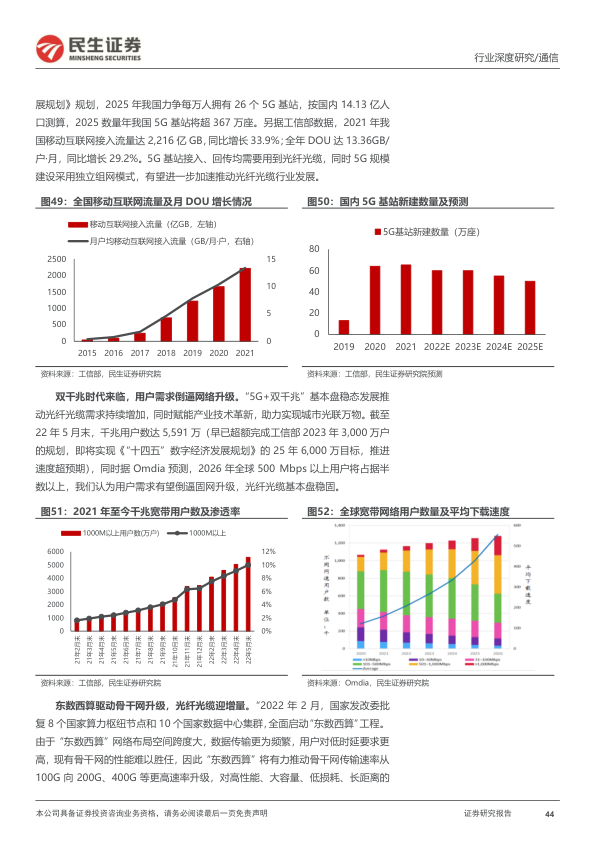 民生证券
MINSHENG SECURITIES
行业深度研究/通信
展规划》规划，2025 年我国力争每万人拥有 26 个 5G 基站，按国内 14.13 亿人
口测算，2025 数量年我国 5G 基站将超 367 万座。另据工信部数据，2021 年我
国移动互联网接入流量达 2,216 亿 GB，同比增长 33.9%；全年 DOU 达 13.36GB/
户·月，同比增长 29.2%。5G 基站接入、回传均需要用到光纤光缆，同时 5G 规模
建设采用独立组网模式，有望进一步加速推动光纤光缆行业发展。
图49：全国移动互联网流量及月 DOU 增长情况
移动互联网接入流量（亿GB，左轴）
月户均移动互联网接入流量（GB/月·户，右轴）
2500
2000
1500
1000
500
0
15
10
5
0
2015 2016 2017 2018 2019 2020 2021
资料来源：工信部，民生证券研究院
图50：国内 5G 基站新建数量及预测
5G基站新建数量（万座）
80
60
40
20
0
2019 2020 2021 2022E 2023E 2024E 2025E
资料来源：工信部，民生证券研究院预测
双千兆时代来临，用户需求倒逼网络升级。“5G+双千兆”基本盘稳态发展推
动光纤光缆需求持续增加，同时赋能产业技术革新，助力实现城市光联万物。截至
22 年 5 月末，千兆用户数达 5,591 万（早已超额完成工信部 2023 年 3,000 万户
的规划，即将实现《“十四五”数字经济发展规划》的 25 年 6,000 万目标，推进
速度超预期），同时据 Omdia 预测，2026 年全球 500 Mbps 以上用户将占据半
数以上，我们认为用户需求有望倒逼固网升级，光纤光缆基本盘稳固。
图51：2021 年至今千兆宽带用户数及渗透率
1000M以上用户数(万户)
1000M以上
6000
5000
4000
3000
2000
1000
0
12%
10%
8%
6%
4%
2%
0%
21年2月末
21年3月末
21年4月末
21年5月末
21年6月末
21年7月末
21年8月末
21年9月末
21年10月末
21年11月末
21年12月末
22年2月末
22年3月末
22年4月末
22年5月末
资料来源：工信部，民生证券研究院
图52：全球宽带网络用户数量及平均下载速度
1,400
1,200
1,000
800
600
400
200
0
600
500
400
300
200
100
0
不同网速用户数 单位：千
平均下载速度
2020 2021 2022 2023 2024 2025 2026
资料来源：Omdia，民生证券研究院
东数西算驱动骨干网升级，光纤光缆迎增量。“2022 年 2 月，国家发改委批
复 8 个国家算力枢纽节点和 10 个国家数据中心集群，全面启动“东数西算”工程。
由于“东数西算”网络布局空间跨度大，数据传输更为频繁，用户对低时延要求更
高，现有骨干网的性能难以胜任，因此“东数西算”将有力推动骨干网传输速率从
100G 向 200G、400G 等更高速率升级，对高性能、大容量、低损耗、长距离的
本公司具备证券投资咨询业务资格，请务必阅读最后一页免责声明
证券研究报告
44